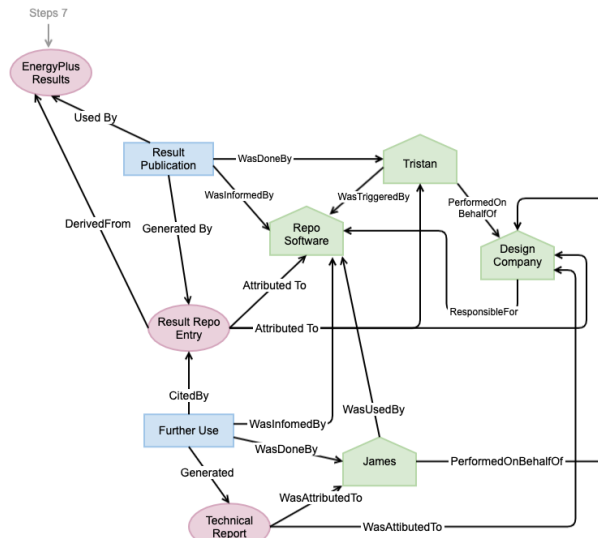 Steps 7
EnergyPlus
Results
Used By
Result
Publication
WasDoneBy
Tristan
WasInformedBy
WasTriggeredBy
PerformedOn
BehalfOf
DerivedFrom
Generated By
Repo
Software
Design
Company
Attributed To
ResponsibleFor
Result Repo
Entry
Attributed To
CitedBy
WasUsedBy
Further Use
WasInfomedBy
WasDoneBy
James
PerformedOnBehalfOf
Generated
WasAttributedTo
Technical
Report
WasAttibutedTo